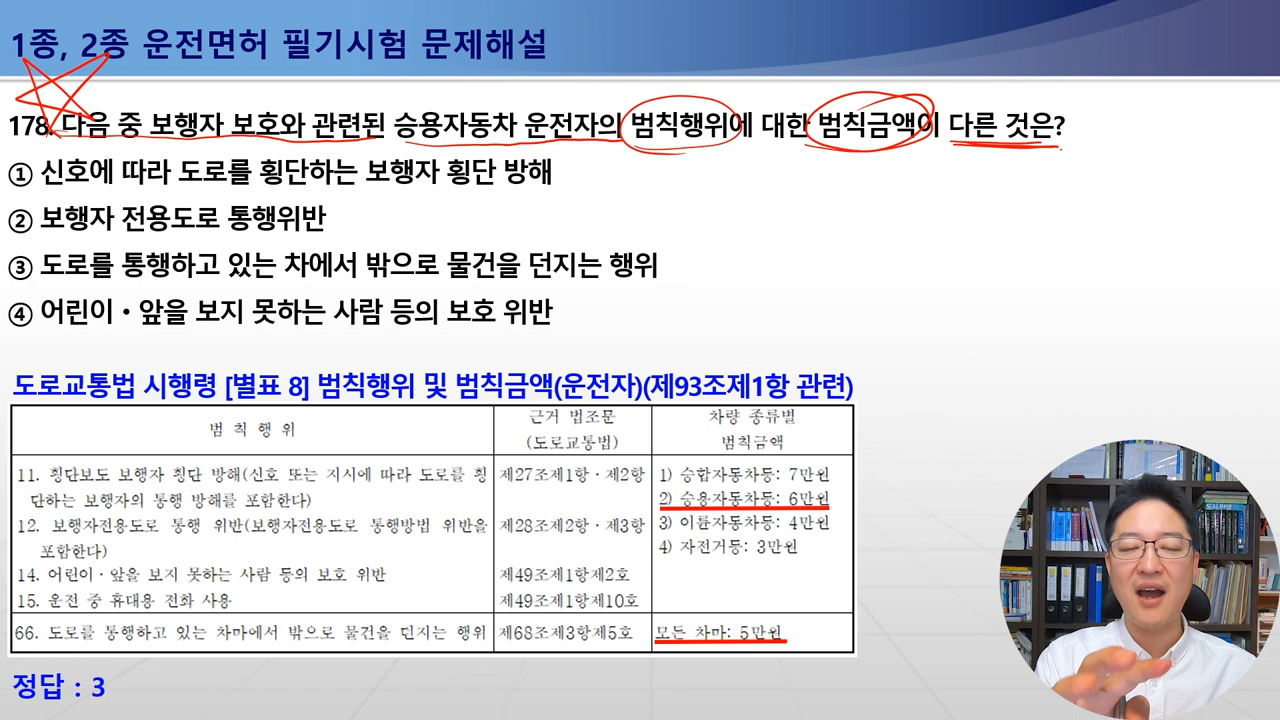 1종, 2종 운전면허 필기시험 문제해설
178. 다음 중 보행자 보호와 관련된 승용자동차 운전자의 범칙행위에 대한 범칙금액이 다른 것은?
① 신호에 따라 도로를 횡단하는 보행자 횡단 방해
② 보행자 전용도로 통행위반
③ 도로를 통행하고 있는 차에서 밖으로 물건을 던지는 행위
④ 어린이・앞을 보지 못하는 사람 등의 보호 위반
도로교통법 시행령 [별표 8] 범칙행위 및 범칙금액(운전자)(제93조제1항 관련)
범 칙 행 위
근거 법조문
(도로교통법)
차량 종류별
범칙금액
11. 횡단보도 보행자 횡단 방해(신호 또는 지시에 따라 도로를 횡
단하는 보행자의 통행 방해를 포함한다)
제27조제1항・제2항
12. 보행자전용도로 통행 위반(보행자전용도로 통행방법 위반을
포함한다)
제28조제2항・제3항
14. 어린이・앞을 보지 못하는 사람 등의 보호 위반
제49조제1항제2호
15. 운전 중 휴대용 전화 사용
제49조제1항제10호
1) 승합자동차등: 7만원
2) 승용자동차등: 6만원
3) 이륜자동차등: 4만원
4) 자전거등: 3만원
66. 도로를 통행하고 있는 차마에서 밖으로 물건을 던지는 행위
제68조제3항제5호
모든 차마: 5만원
정답 : 3